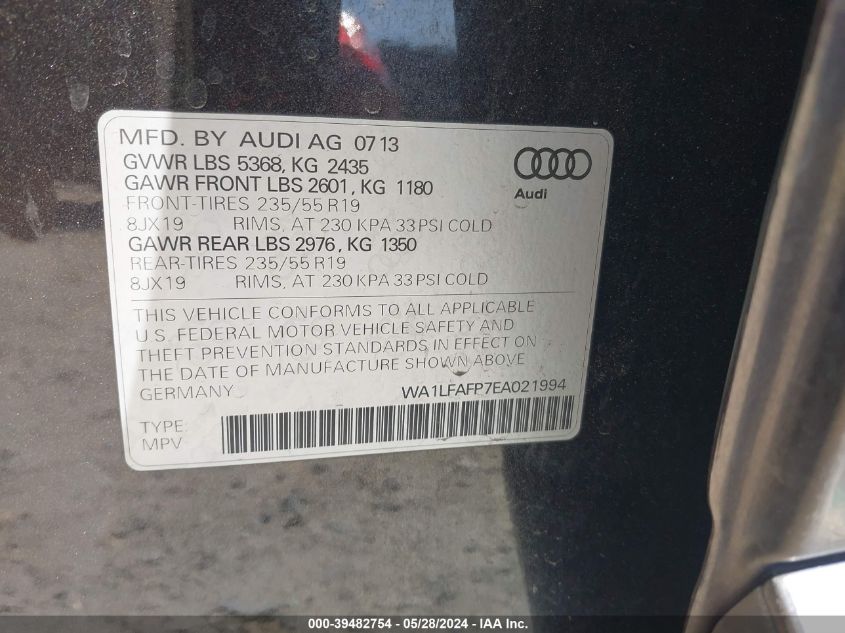 MFD. BY AUDI AG 07 13
GVWR LBS 5368, KG 2435
GAWR FRONT LBS 2601, KG 1180
FRONT-TIRES 235/55 R19
8JX19 RIMS, AT 230 KPA 33 PSI COLD
GAWR REAR LBS 2976, KG 1350
REAR-TIRES 235/55 R19
8JX19 RIMS, AT 230 KPA 33 PSI COLD
Audi
THIS VEHICLE CONFORMS TO ALL APPLICABLE
U.S. FEDERAL MOTOR VEHICLE SAFETY AND
THEFT PREVENTION STANDARDS IN EFFECT ON
THE DATE OF MANUFACTURE SHOWN ABOVE
GERMANY WA1LFAFP7EA021994
TYPE:
MPV
000-39482754 - 05/28/2024 - IAA Inc.